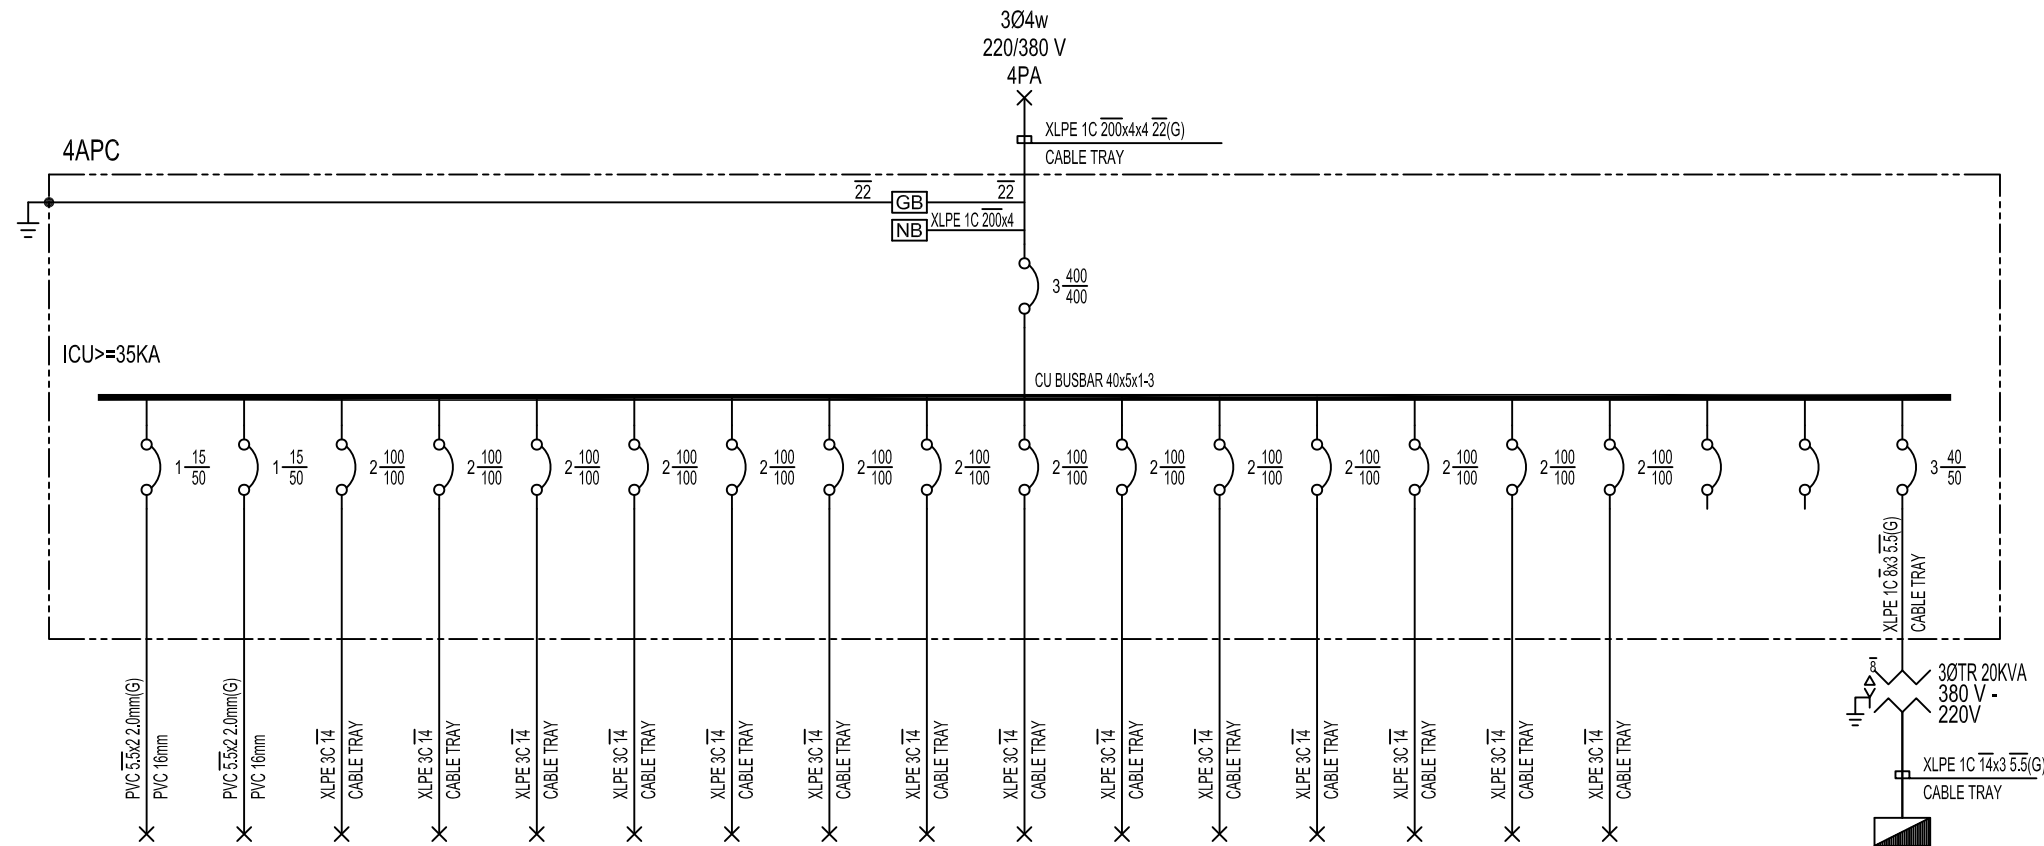 3Ø4w
220/380 V
4PA
XLPE 1C 200x4x4 22(G)
CABLE TRAY
4APC
22
GB
22
NB
XLPE 1C 200x4
3 400/400
ICU>=35KA
CU BUSBAR 40x5x1-3
1 15/50
1 15/50
2 100/100
2 100/100
2 100/100
2 100/100
2 100/100
2 100/100
2 100/100
2 100/100
2 100/100
2 100/100
2 100/100
2 100/100
2 100/100
2 100/100
3 40/50
XLPE 1C 8x3 5.5(G)
CABLE TRAY
PVC 5.5x2 2.0mm(G)
PVC 16mm
PVC 5.5x2 2.0mm(G)
PVC 16mm
XLPE 3C 14
CABLE TRAY
XLPE 3C 14
CABLE TRAY
XLPE 3C 14
CABLE TRAY
XLPE 3C 14
CABLE TRAY
XLPE 3C 14
CABLE TRAY
XLPE 3C 14
CABLE TRAY
XLPE 3C 14
CABLE TRAY
XLPE 3C 14
CABLE TRAY
XLPE 3C 14
CABLE TRAY
XLPE 3C 14
CABLE TRAY
XLPE 3C 14
CABLE TRAY
XLPE 3C 14
CABLE TRAY
XLPE 3C 14
CABLE TRAY
XLPE 3C 14
CABLE TRAY
8
3ØTR 20KVA
380 V -
220V
XLPE 1C 14x3 5.5(G)
CABLE TRAY